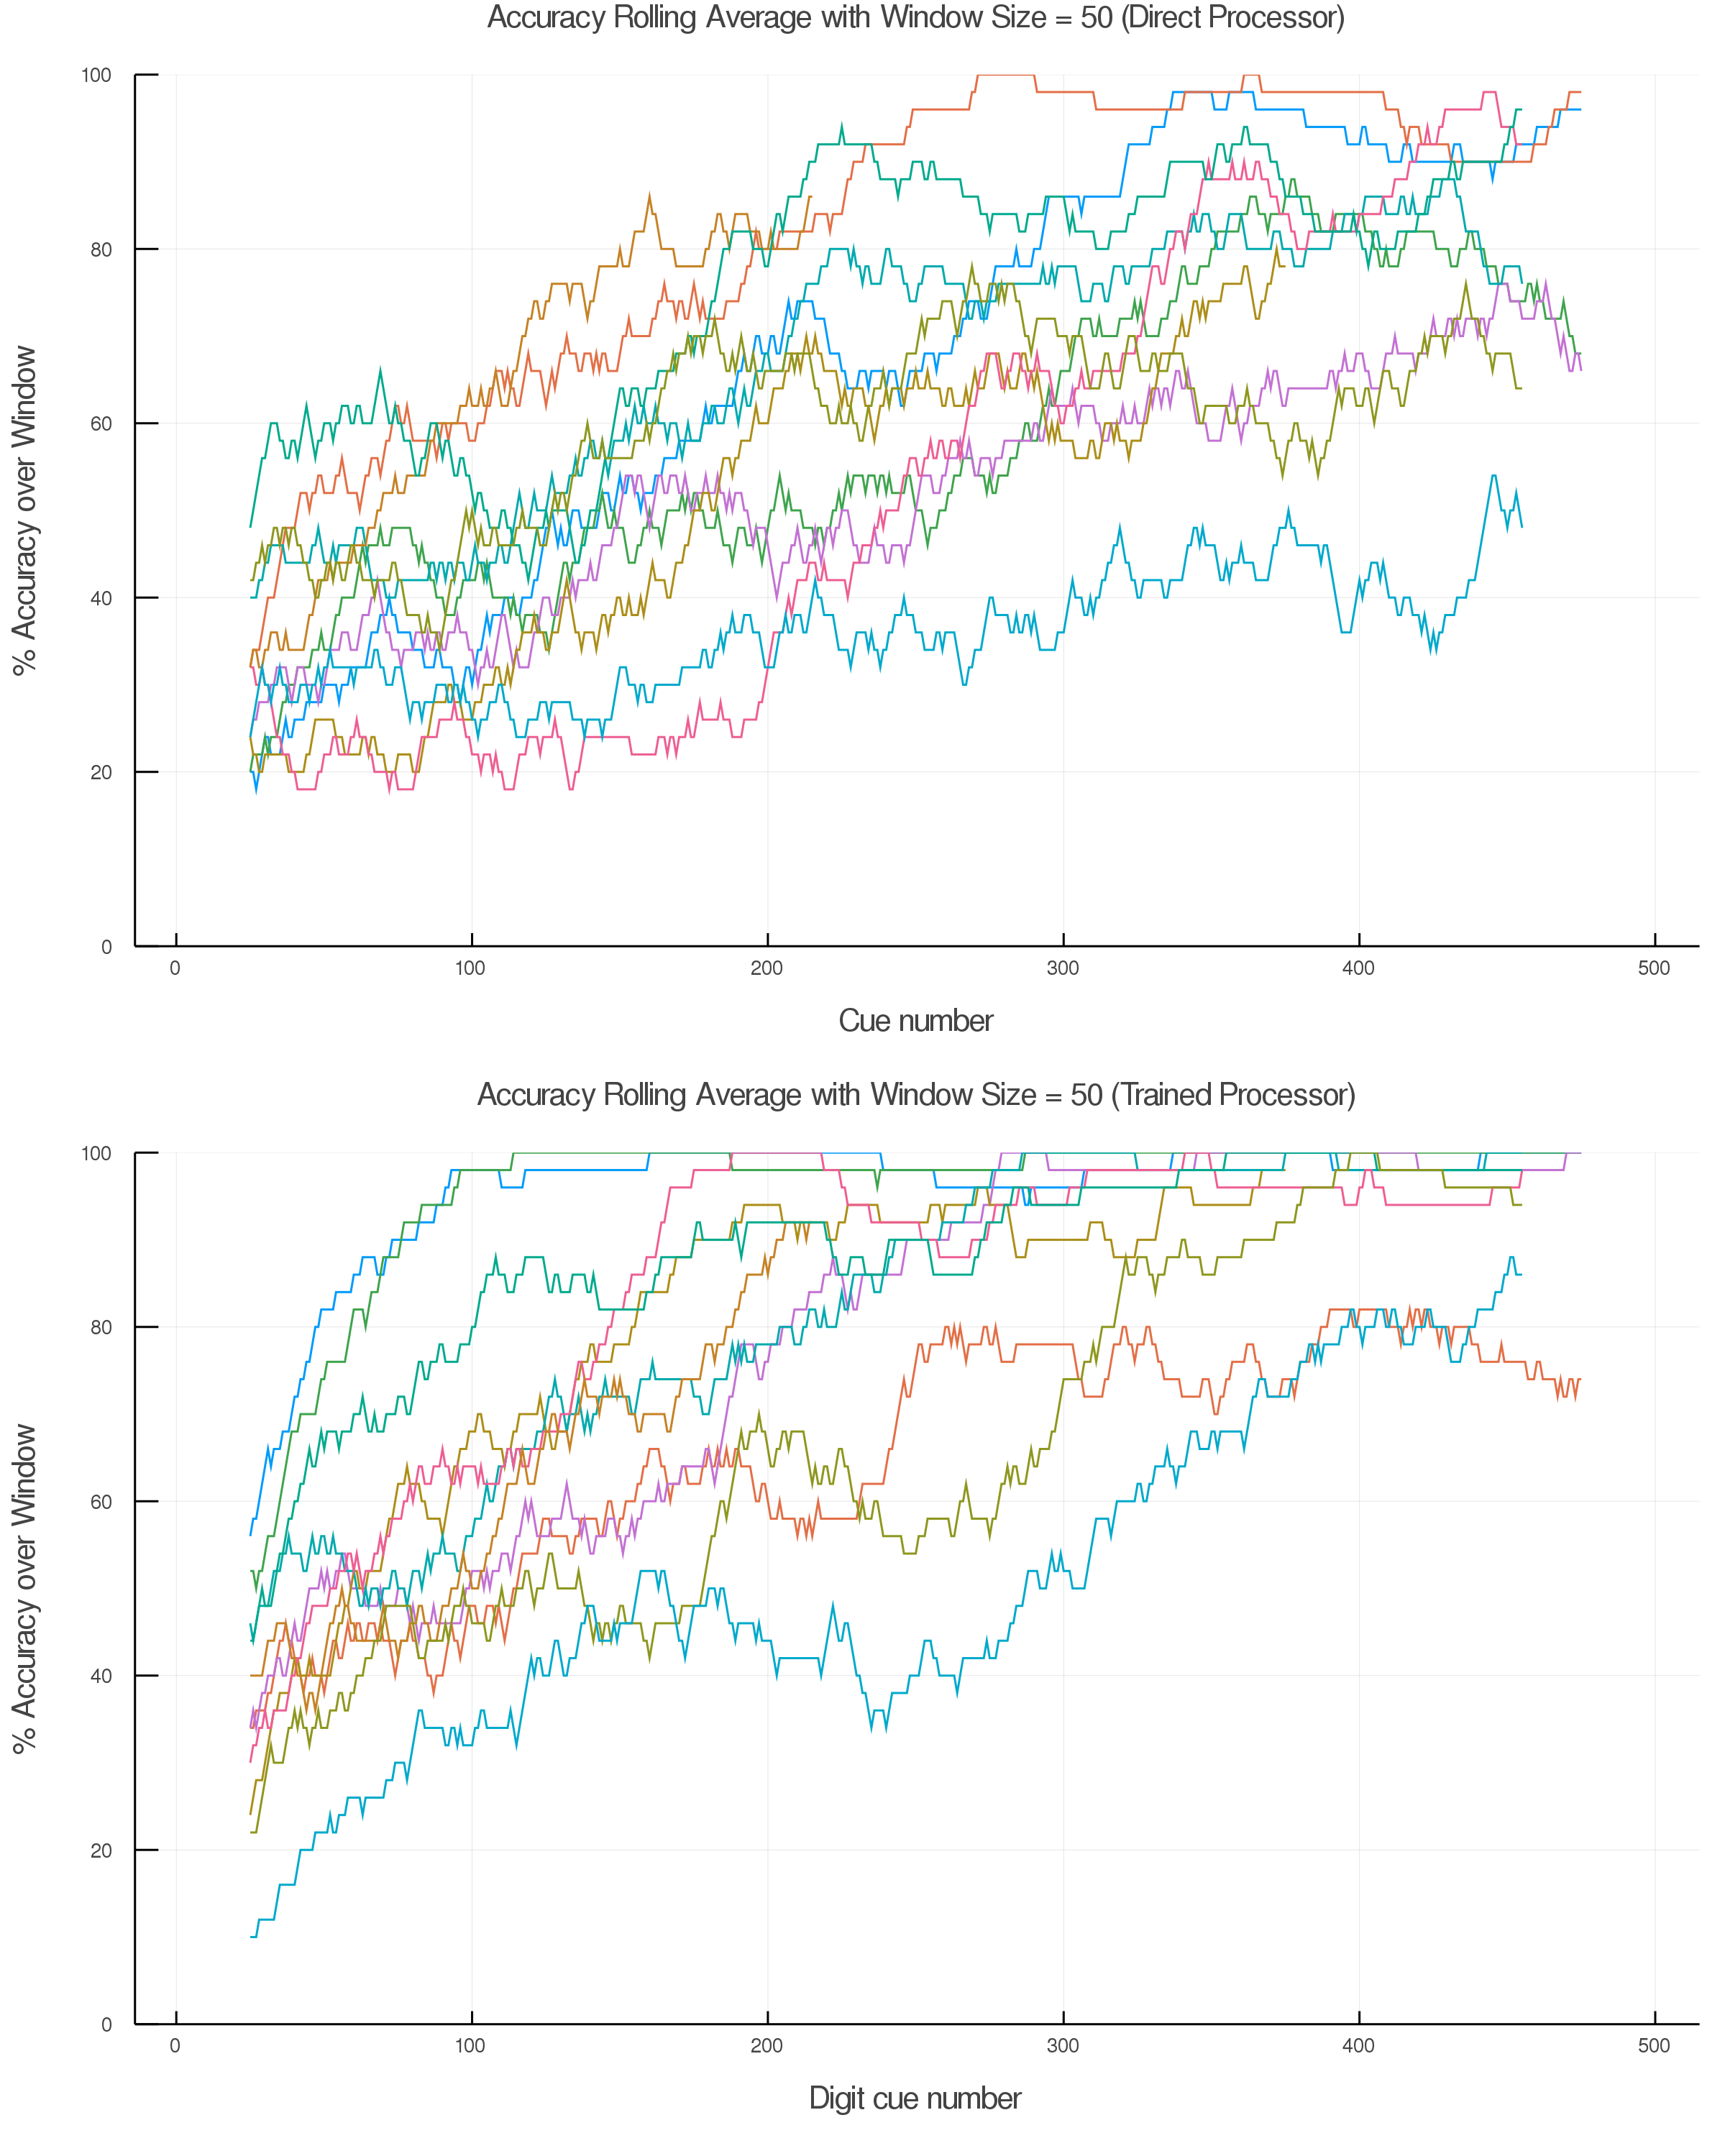 Accuracy Rolling Average with Window Size = 50 (Direct Processor)
% Accuracy over Window
100
80
60
40
20
0
0 100 200 300 400 500
Cue number
Accuracy Rolling Average with Window Size = 50 (Trained Processor)
% Accuracy over Window
100
80
60
40
20
0
0 100 200 300 400 500
Digit cue number